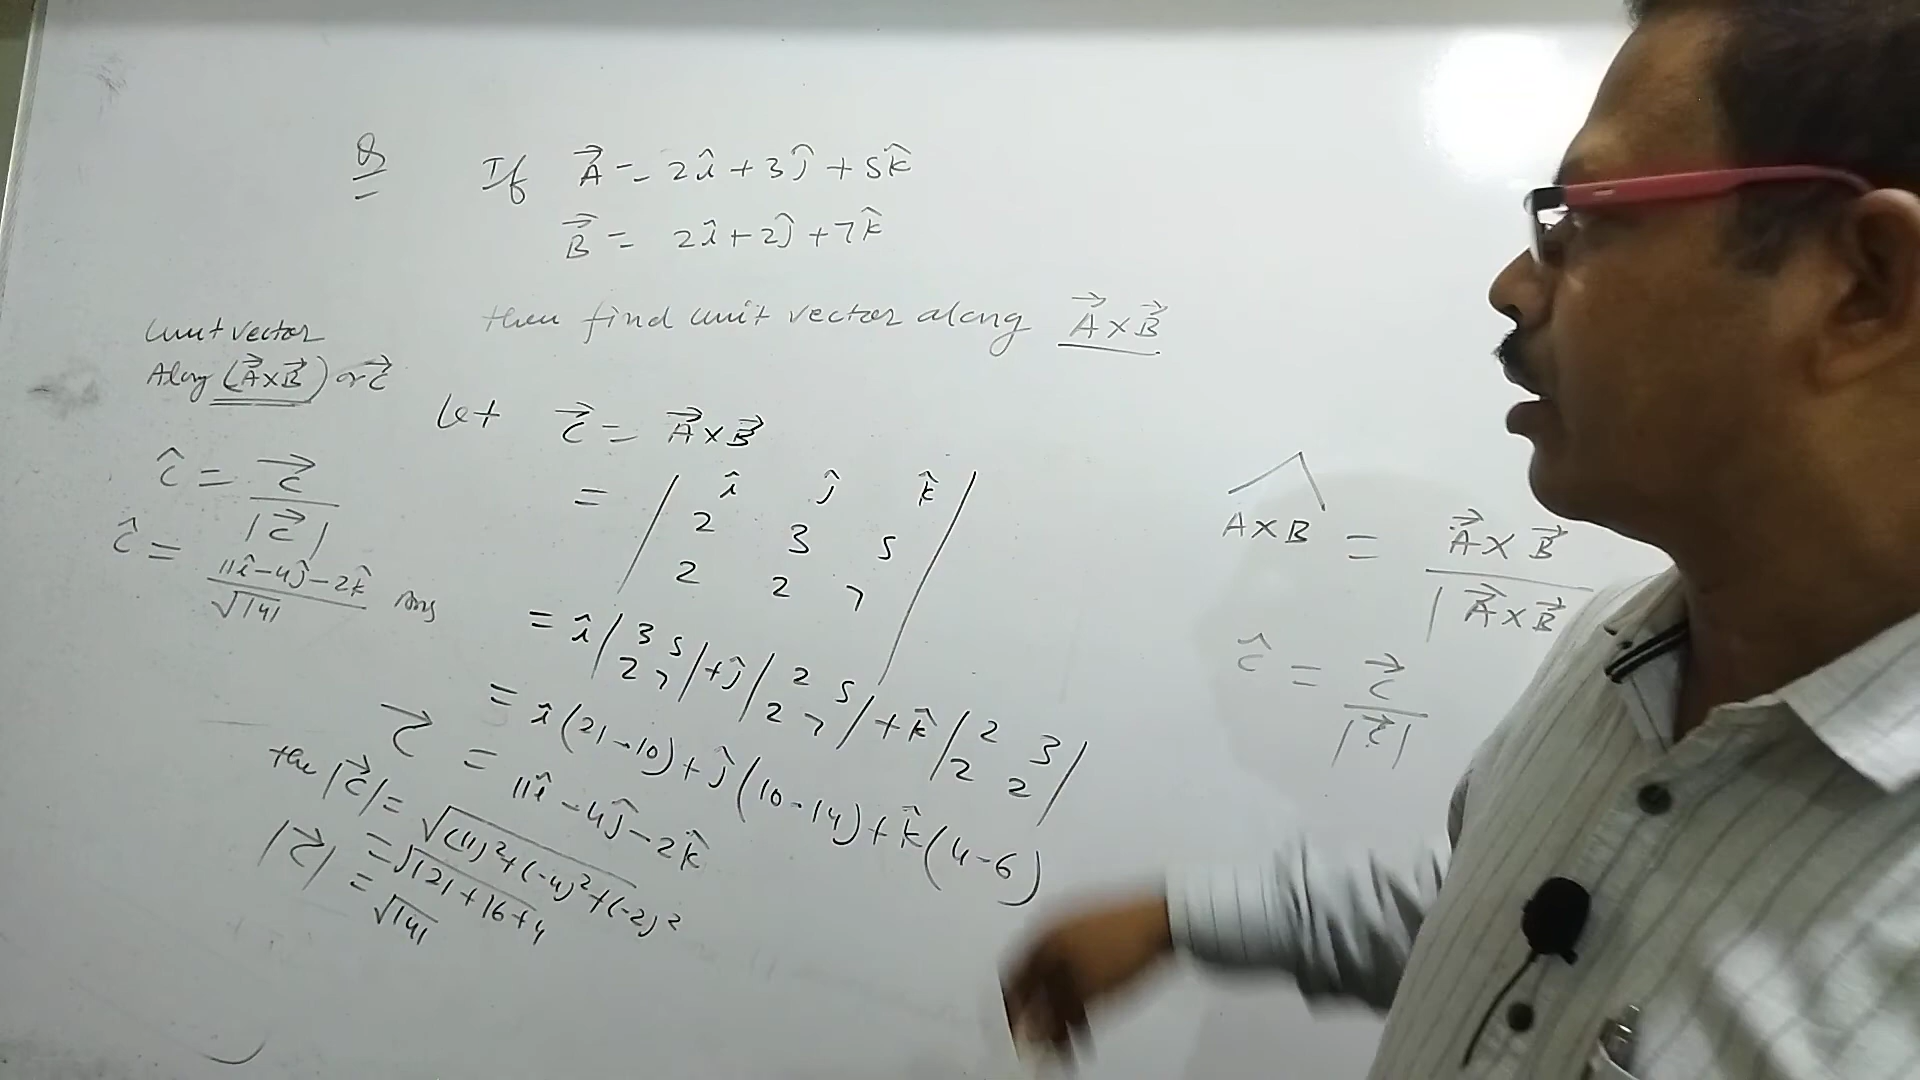 Q If A⃗ = 2î + 3ĵ + 5k̂
B⃗ = 2î + 2ĵ + 7k̂
then find unit vector along A⃗ × B⃗
Let C⃗ = A⃗ × B⃗
= | î ĵ k̂
2 3 5
2 2 7 |
= î | 3 5
2 7 | + ĵ | 2 5
2 7 | + k̂ | 2 3
2 2 |
= î (21 - 10) + ĵ (10 - 14) + k̂ (4 - 6)
C⃗ = 11î - 4ĵ - 2k̂
the |C⃗| = √(11)² + (-4)² + (-2)²
= √121 + 16 + 4
|C⃗| = √141
unit vector
Along (A⃗ × B⃗) or C⃗
ĉ = C⃗
|C⃗|
ĉ = 11î - 4ĵ - 2k̂ Ans
√141
A × B = A⃗ × B⃗
| A⃗ × B⃗
ĉ = C⃗
|C⃗|